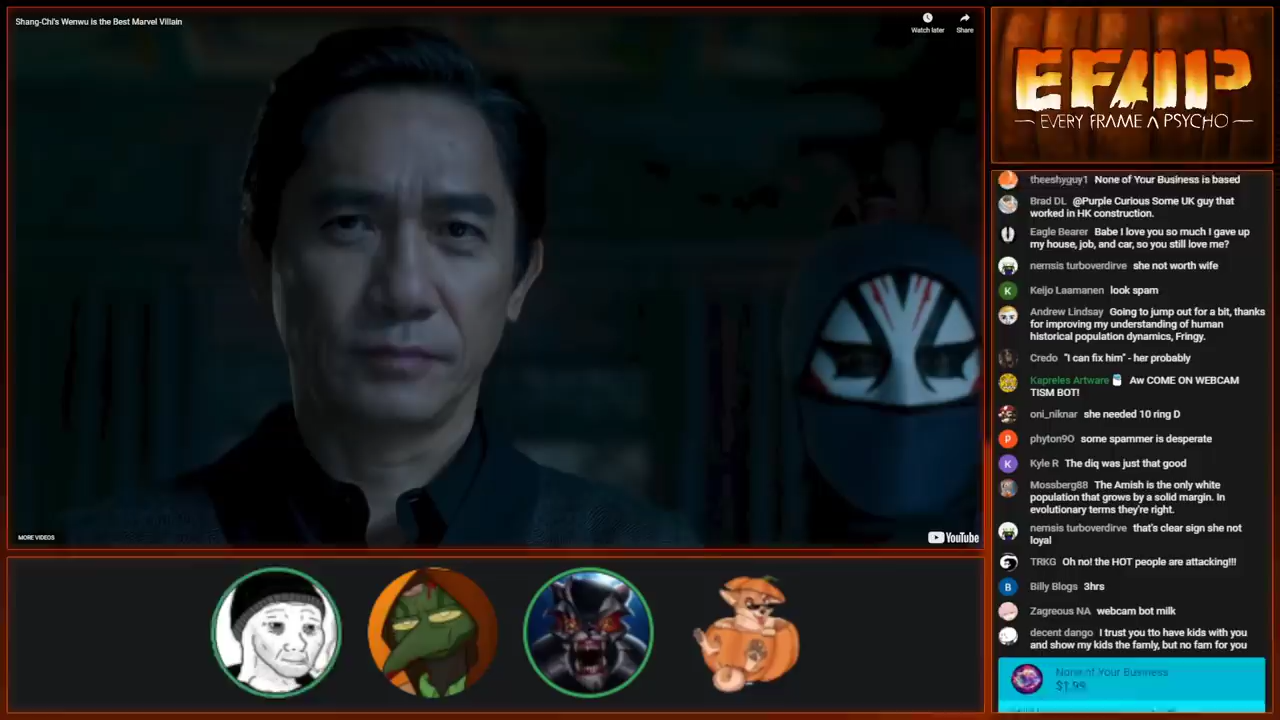 Shang-Chi's Wenwu is the Best Marvel Villain
Watch later
Share
MORE VIDEOS
YouTube
EFAP
EVERY FRAME A PSYCHO
theeshyguy1 None of Your Business is based
Brad DL @Purple Curious Some UK guy that
worked in HK construction.
Eagle Bearer Babe I love you so much I gave up
my house, job, and car, so you still love me?
nemsis turboverdirve she not worth wife
K
Keijo Laamanen look spam
Andrew Lindsay Going to jump out for a bit, thanks
for improving my understanding of human
historical population dynamics, Fringy.
Credo "I can fix him" - her probably
Kapreles Artware Aw COME ON WEBCAM
TISM BOT!
oni_niknar she needed 10 ring D
P
phyton9O some spammer is desperate
K
Kyle R The diq was just that good
Mossberg88 The Amish is the only white
population that grows by a solid margin. In
evolutionary terms they're right.
nemsis turboverdirve that's clear sign she not
loyal
TRKG Oh no! the HOT people are attacking!!!
B
Billy Blogs 3hrs
Zagreous NA webcam bot milk
decent dango I trust you tto have kids with you
and show my kids the famly, but no fam for you
None of Your Business
$1.99